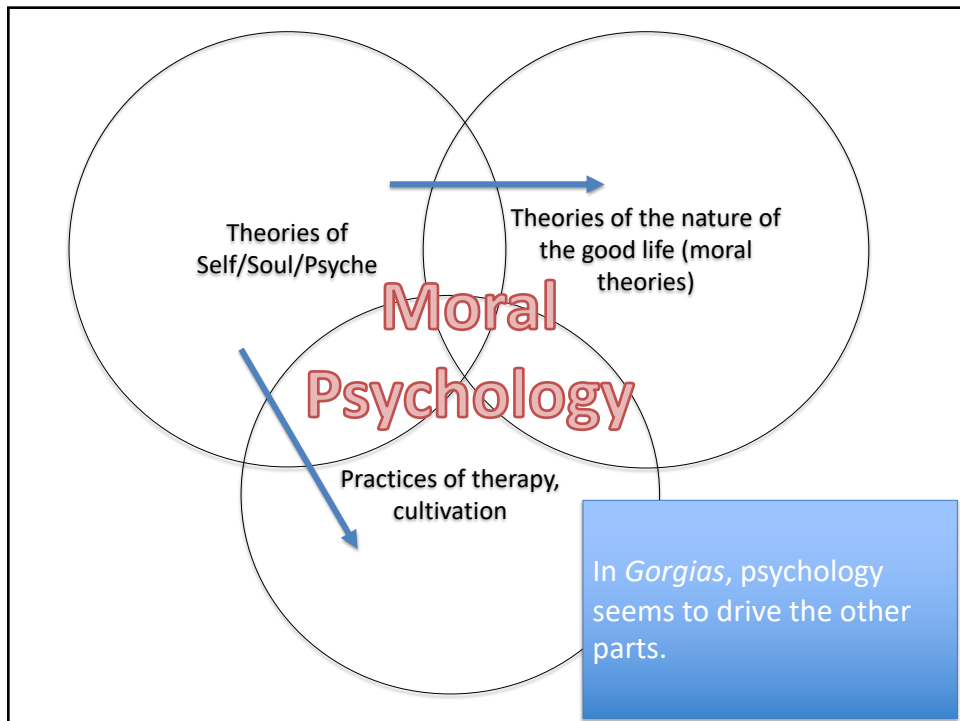 Theories of
Self/Soul/Psyche
Theories of the nature of
the good life (moral
theories)
Moral
Psychology
Practices of therapy,
cultivation
In Gorgias, psychology
seems to drive the other
parts.